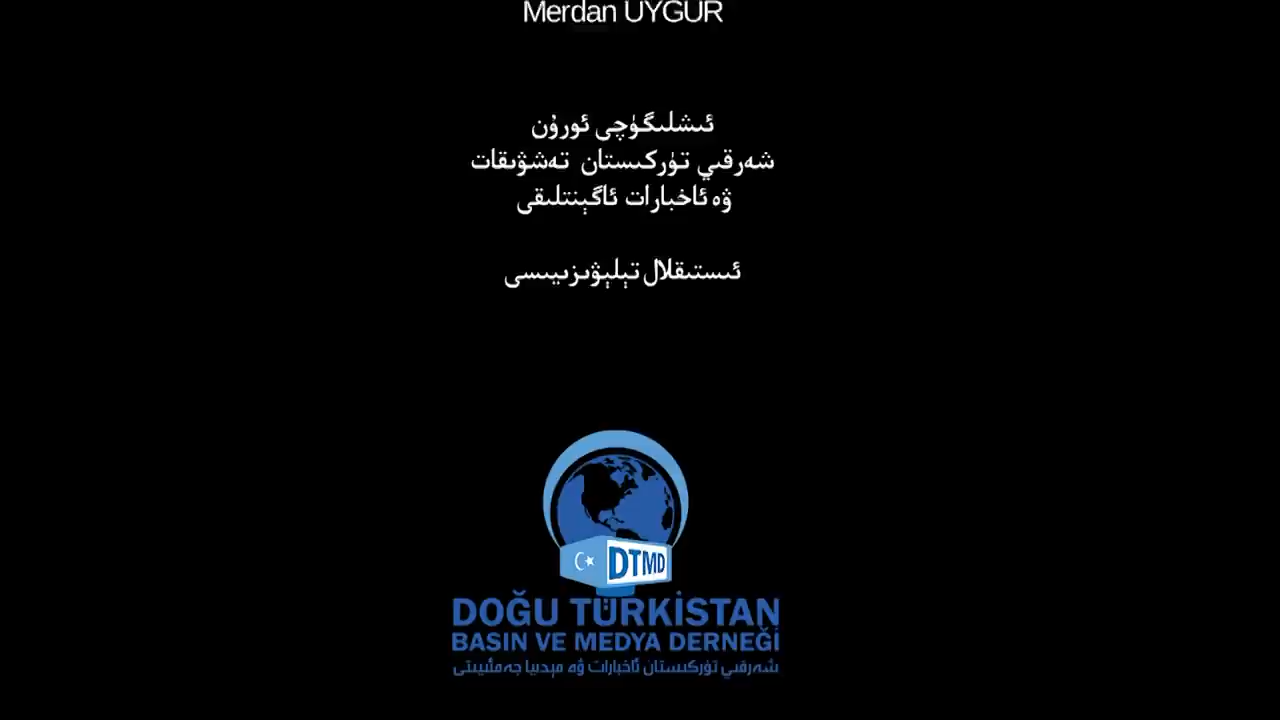 Merdan UYGUR
ئىشلىگۈچى ئورۇن
شەرقىي تۈركىستان تەشۋىقات
ۋە ئاخبارات ئاگېنتلىقى
ئىستىقلال تېلېۋىزىيىسى
DTMD
DOĞU TÜRKİSTAN
BASIN VE MEDYA DERNEĞİ
شەرقىي تۈركىستان ئاخبارات ۋە مېدىيا جەمئىيىتى